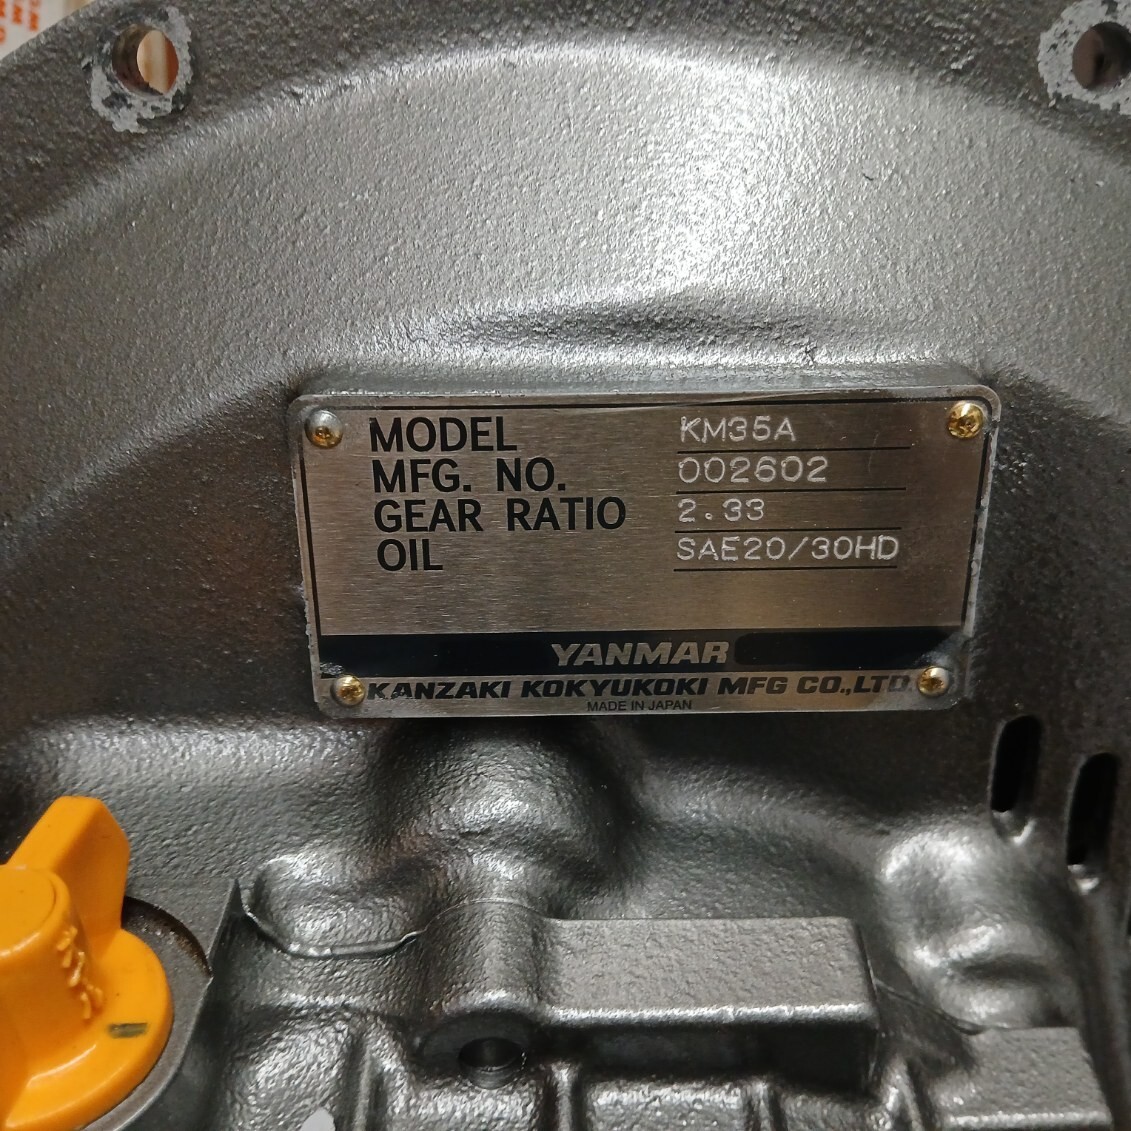 MODEL KM35A
MFG. NO. 002602
GEAR RATIO 2.33
OIL SAE20/30HD
YANMAR
KANZAKI KOKYUKOKI MFG CO.,LTD.
MADE IN JAPAN